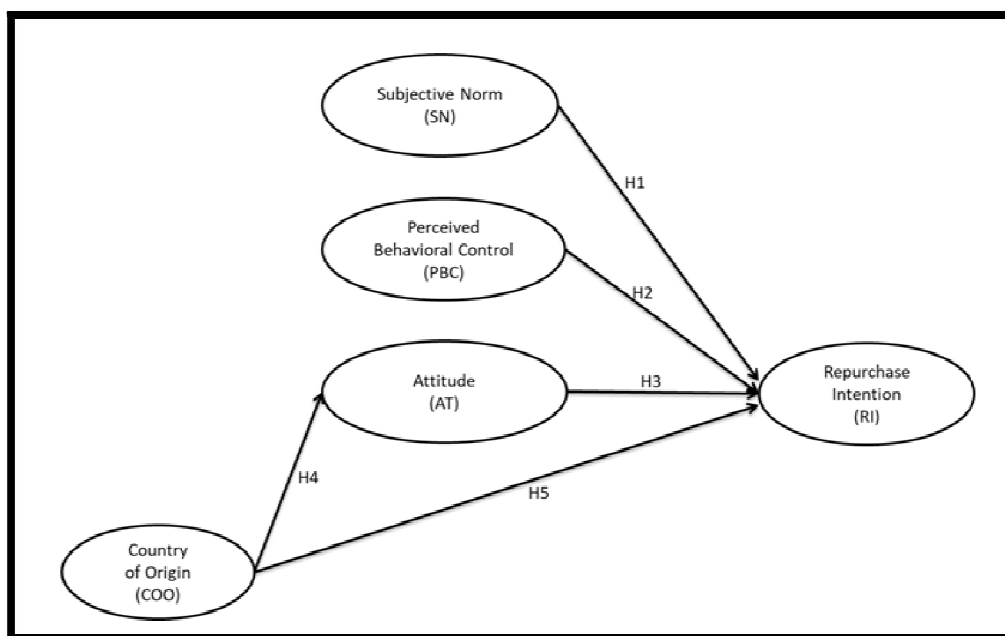 Subjective Norm
(SN)
H1
Perceived
Behavioral Control
(PBC)
H2
Attitude
(AT)
H3
Repurchase
Intention
(RI)
H4
H5
Country
of Origin
(COO)